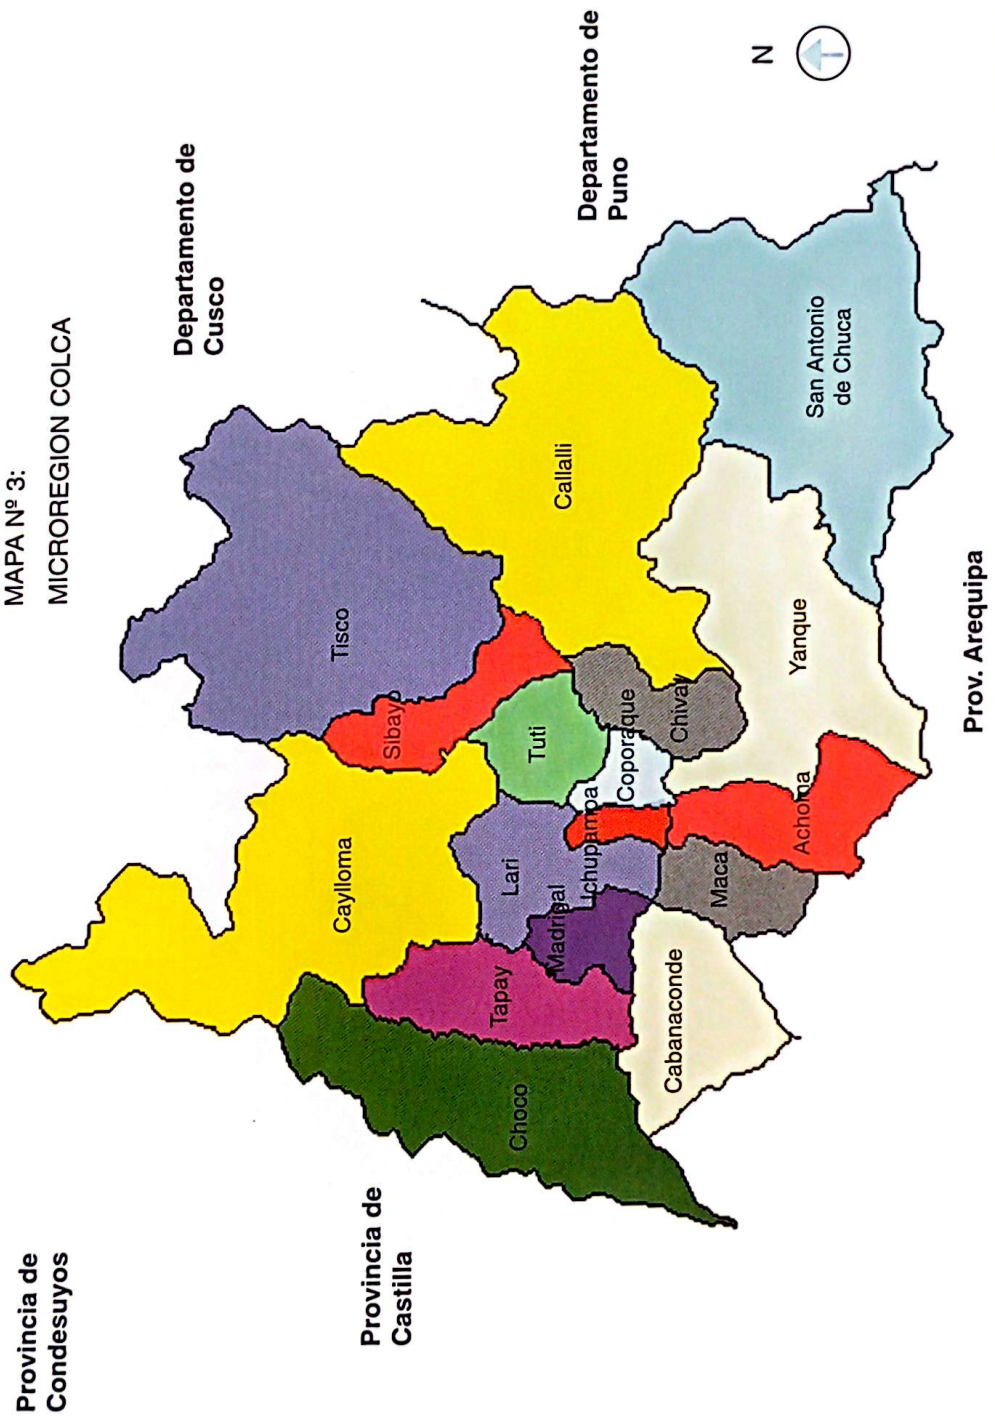 MAPA Nº 3:
MICROREGION COLCA
Provincia de
Condesuyos
Departamento de
Cusco
Departamento de
Puno
N
Provincia de
Castilla
Prov. Arequipa
Caylloma
Tisco
Sibayo
Callalli
Choco
Tapay
Lari
Tuti
Madrigal
Ichupampa
Coporaque
Chivay
Cabanaconde
Maca
Achoma
Yanque
San Antonio
de Chuca